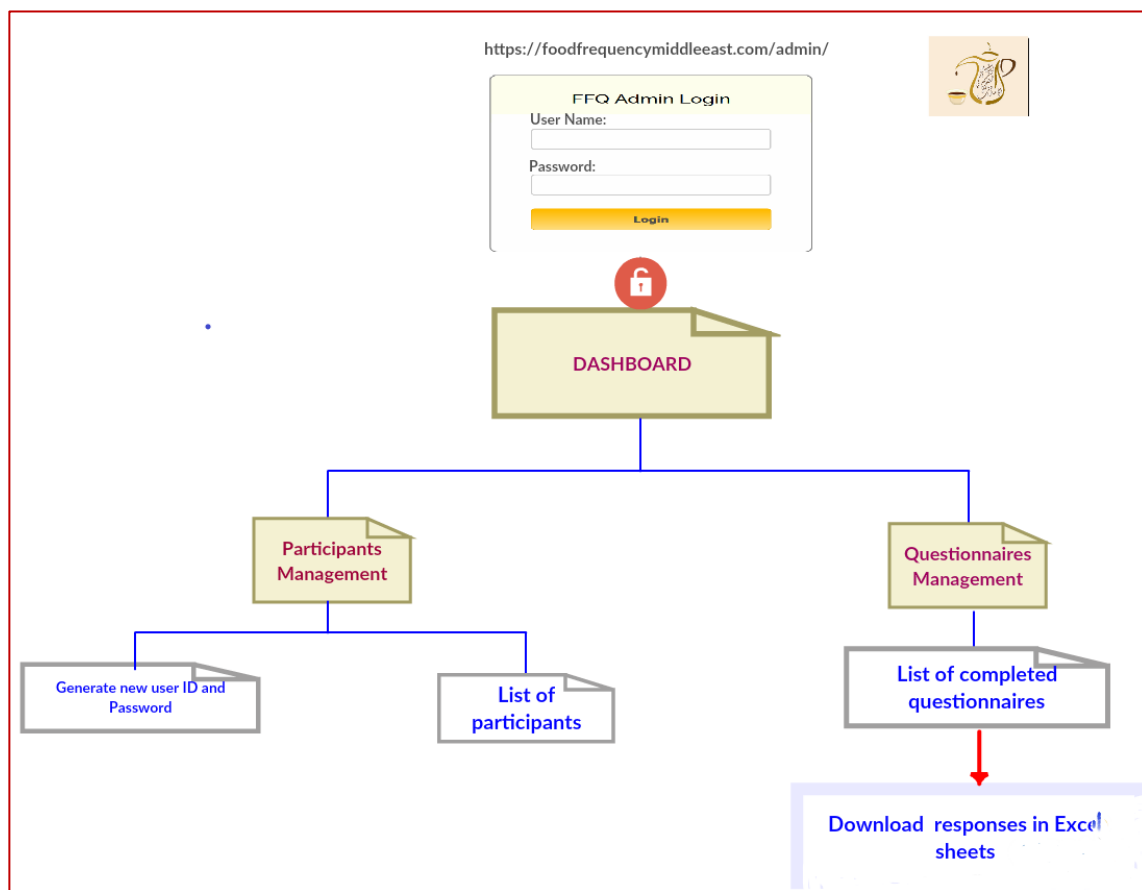 https://foodfrequencymiddleeast.com/admin/
FFQ Admin Login
User Name:
Password:
Login
DASHBOARD
Participants
Management
Questionnaires
Management
Generate new user ID and
Password
List of
participants
List of completed
questionnaires
Download responses in Excel
sheets